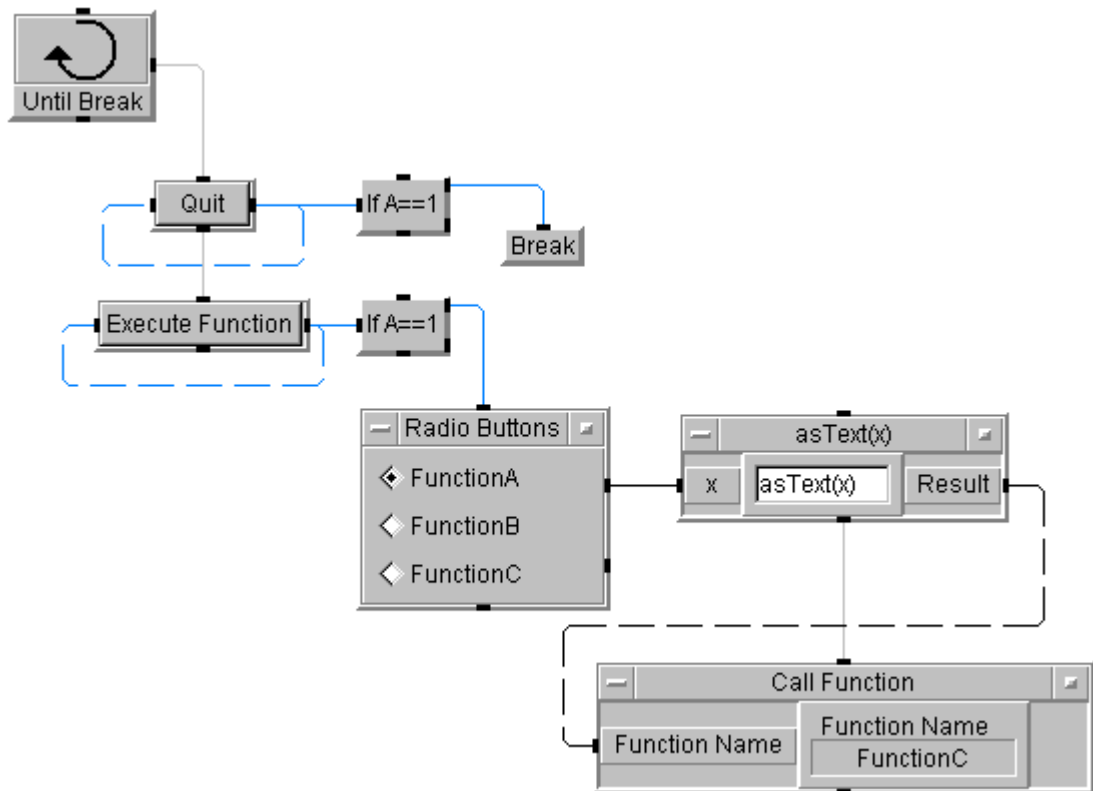 Until Break
Quit
If A==1
Break
Execute Function
If A==1
Radio Buttons
FunctionA
FunctionB
FunctionC
asText(x)
x
asText(x)
Result
Call Function
Function Name
Function Name
FunctionC